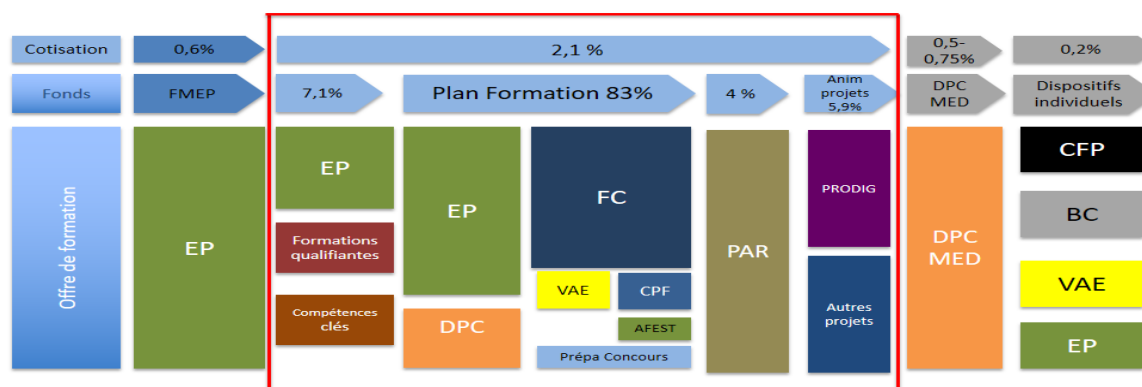 Cotisation
0,6%
2,1 %
0,5-
0,75%
0,2%
Fonds
FMEP
7,1%
Plan Formation 83%
4 %
Anim
projets
5,9%
DPC
MED
Dispositifs
individuels
Offre de formation
EP
EP
Formations
qualifiantes
Compétences
clés
EP
DPC
FC
VAE
CPF
AFEST
Prépa Concours
PAR
PRODIG
Autres
projets
DPC
MED
CFP
BC
VAE
EP